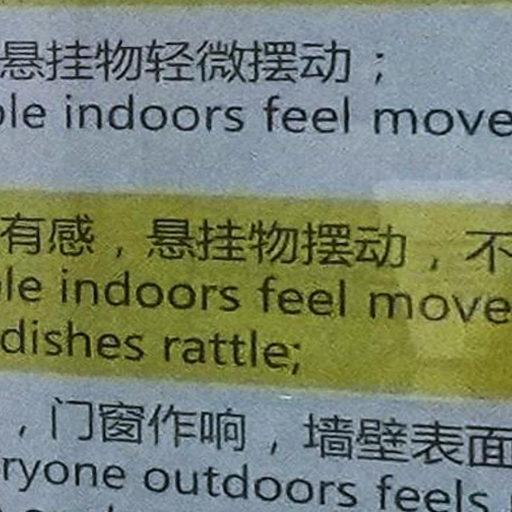 悬挂物轻微摆动；
ple indoors feel move
有感，悬挂物摆动，不
ple indoors feel move
dishes rattle;
，门窗作响，墙壁表面
eryone outdoors feels